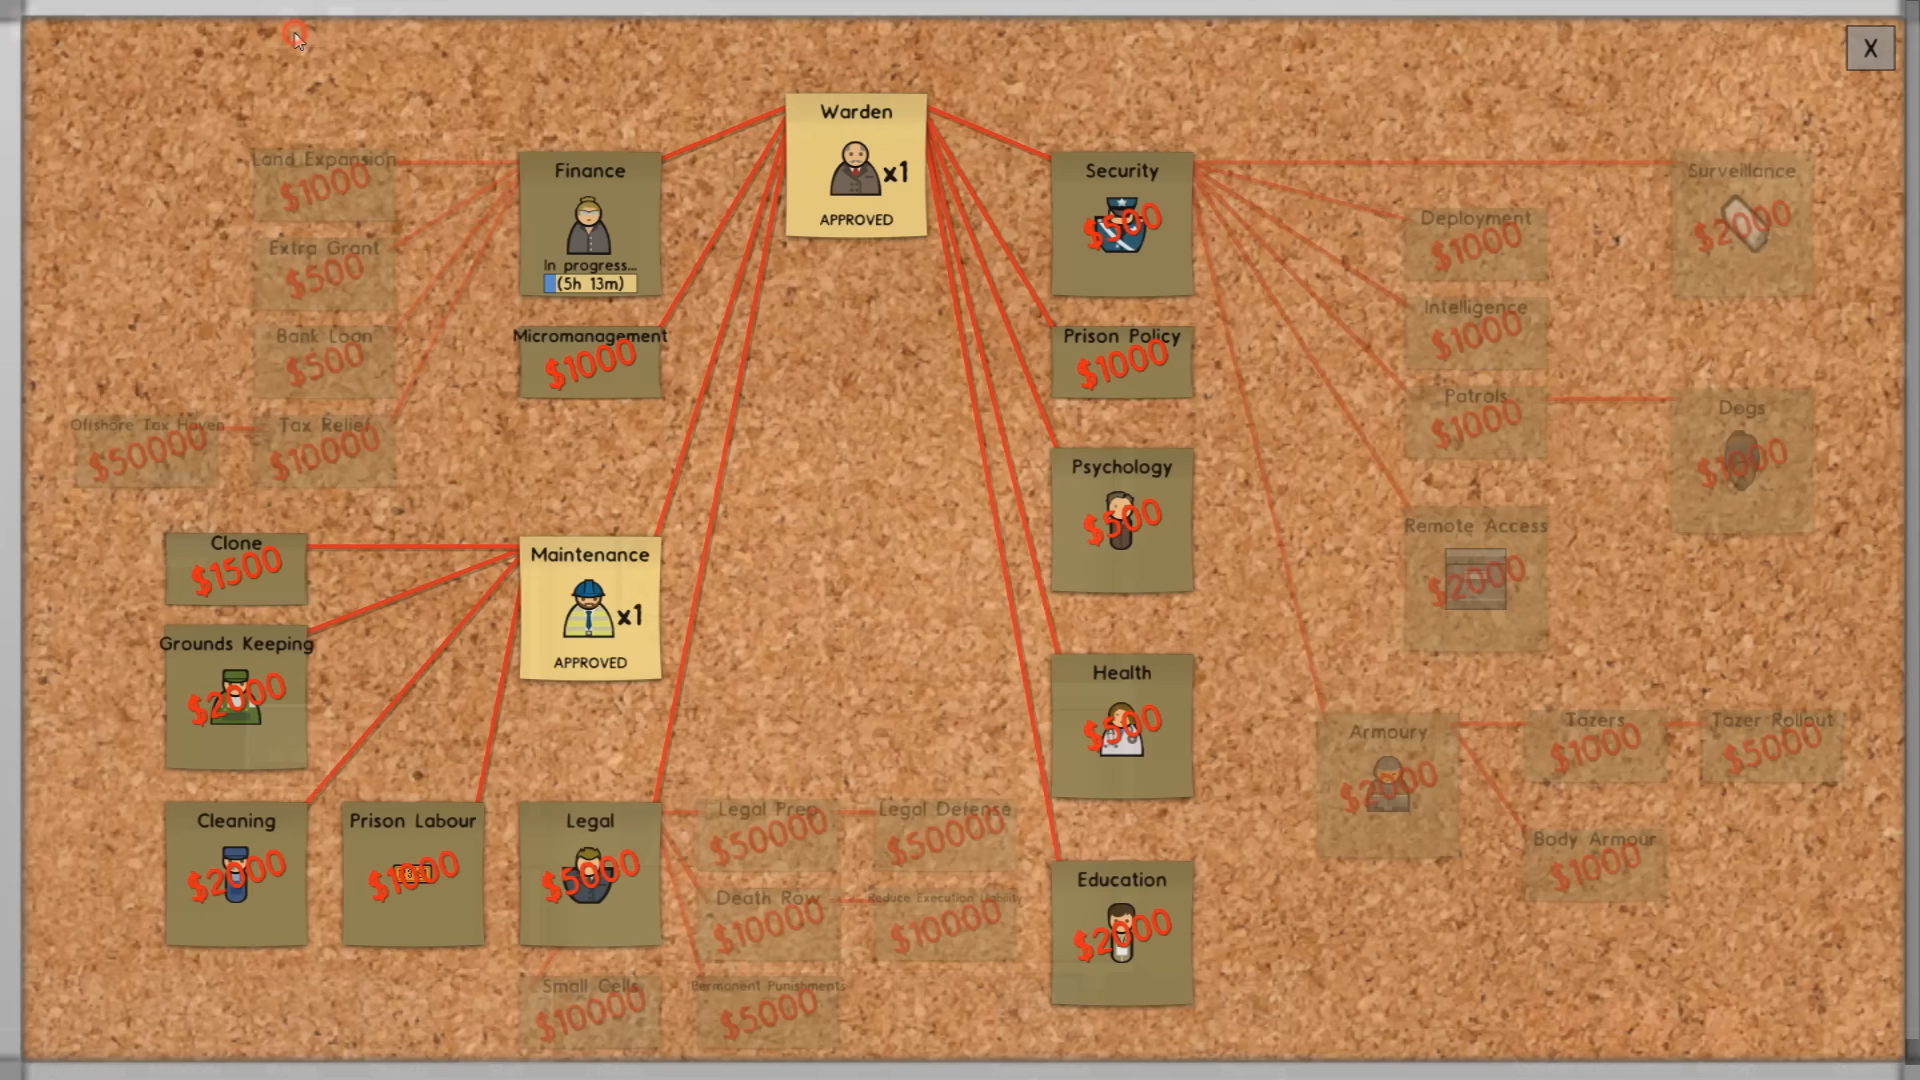 X
Warden
x1
APPROVED
Land Expansion
$1000
Extra Grant
$500
Bank Loan
$500
Offshore Tax Haven
$50000
Tax Relief
$10000
Finance
In progress...
(5h 13m)
Micromanagement
$1000
Security
$500
Prison Policy
$1000
Deployment
$1000
Intelligence
$1000
Patrols
$1000
Surveillance
$2000
Dogs
$1000
Psychology
$500
Remote Access
$2000
Clone
$1500
Grounds Keeping
$2000
Maintenance
x1
APPROVED
Health
$500
Armoury
$2000
Tazers
$1000
Tazer Rollout
$5000
Body Armour
$1000
Cleaning
$2000
Prison Labour
$1000
Legal
$5000
Legal Prep
$50000
Legal Defense
$50000
Death Row
$10000
Reduce Execution Liability
$10000
Small Cells
$10000
Permanent Punishments
$5000
Education
$2000